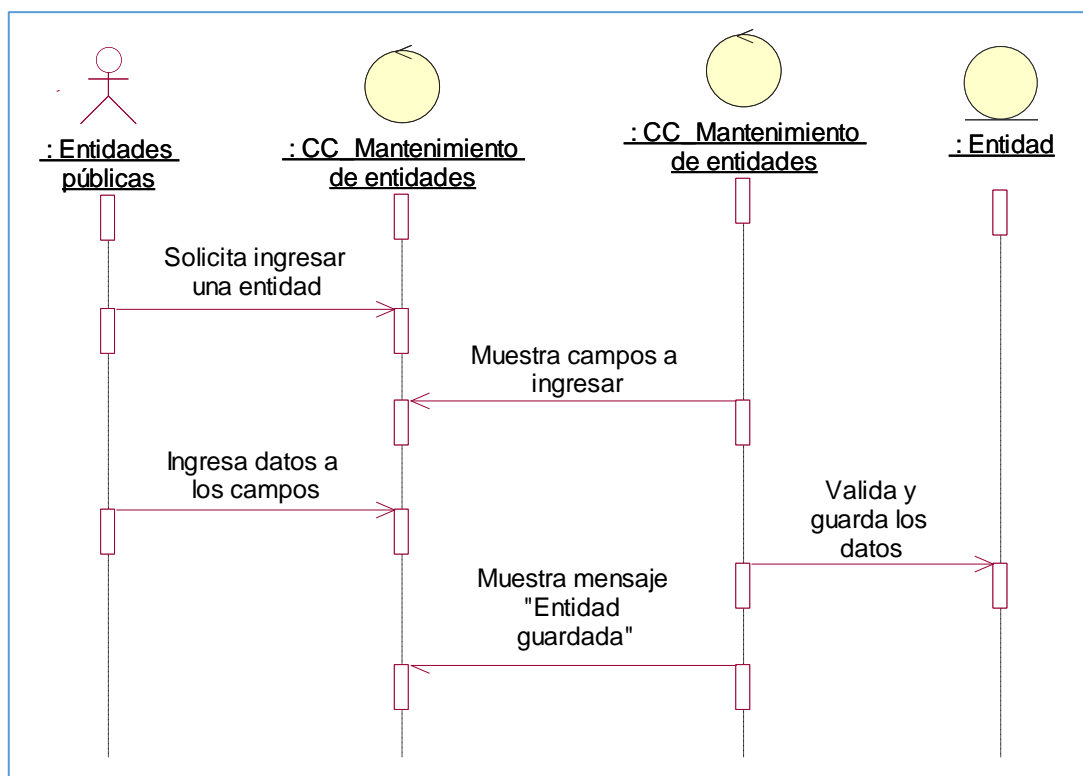 : Entidades
públicas
: CC_Mantenimiento
de entidades
: CC_Mantenimiento
de entidades
: Entidad
Solicita ingresar
una entidad
Muestra campos a
ingresar
Ingresa datos a
los campos
Valida y
guarda los
datos
Muestra mensaje
"Entidad
guardada"